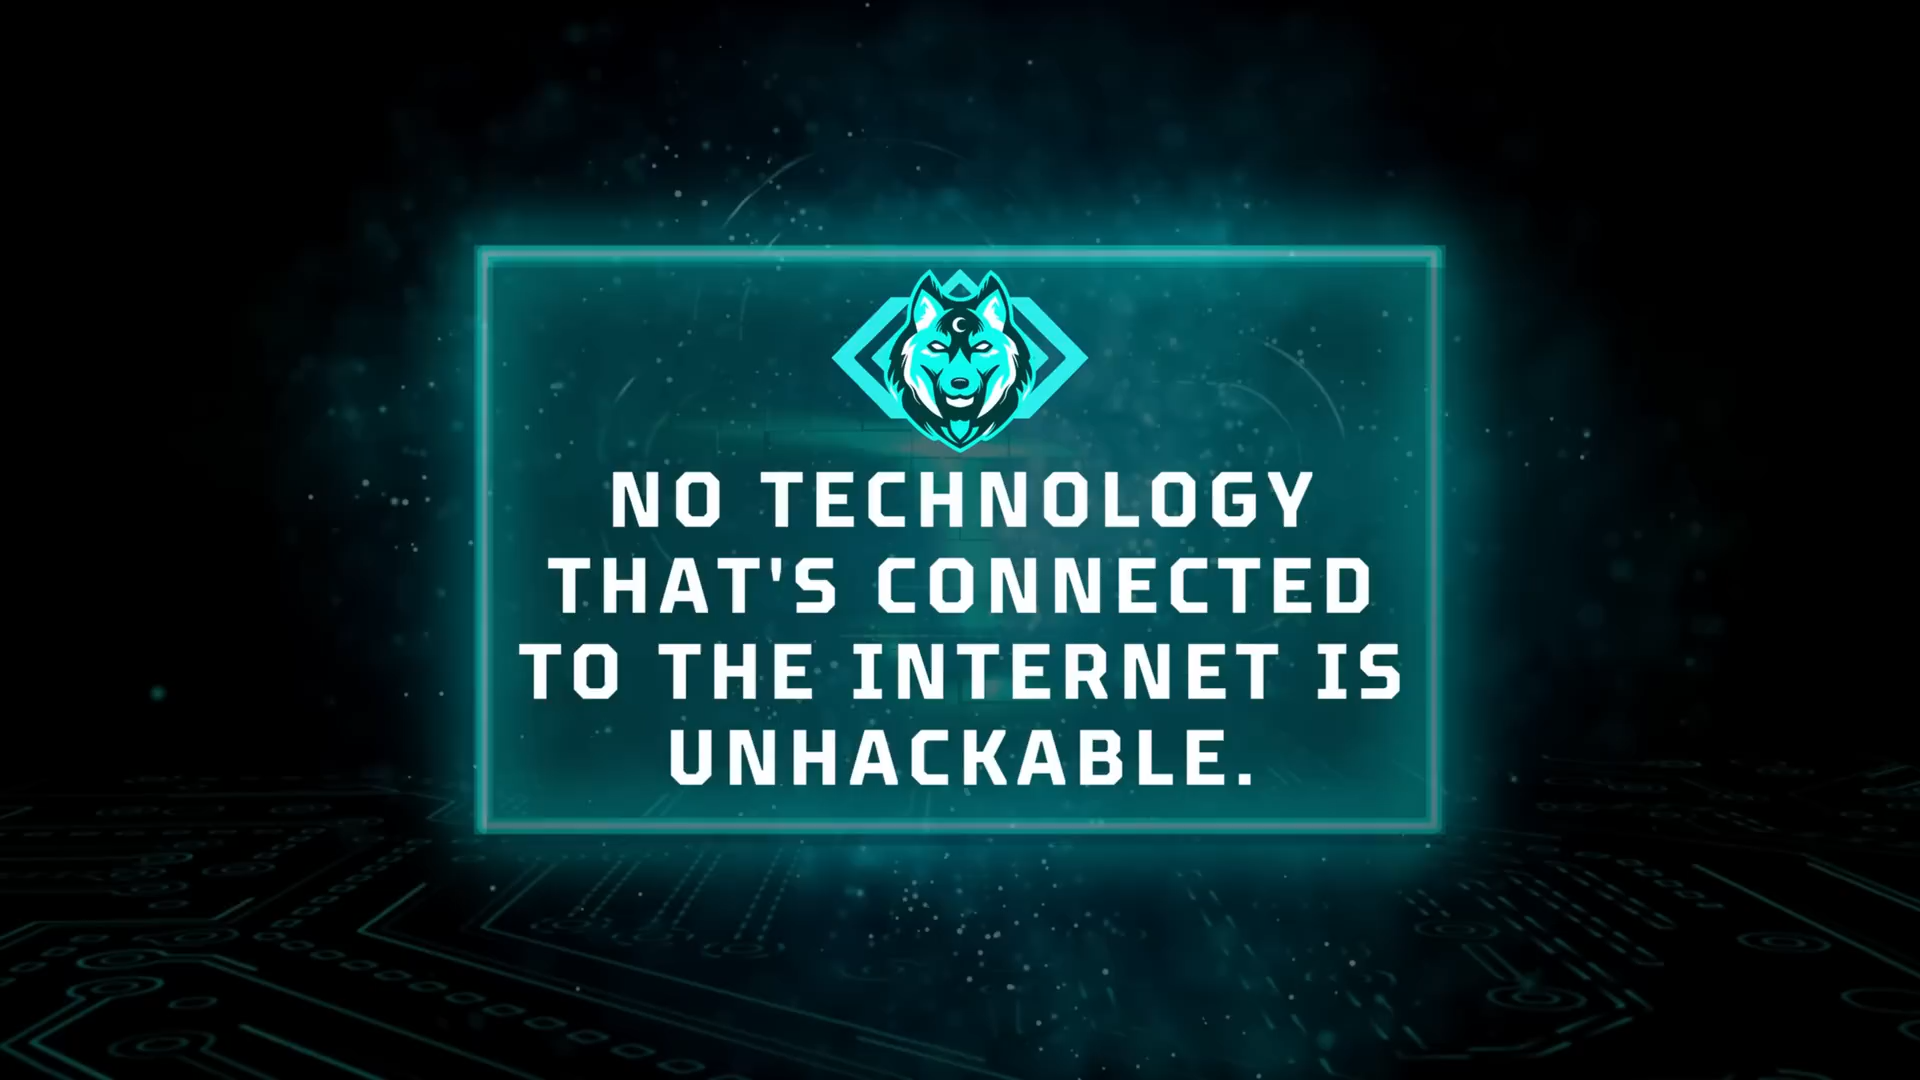 NO TECHNOLOGY
THAT'S CONNECTED
TO THE INTERNET IS
UNHACKABLE.